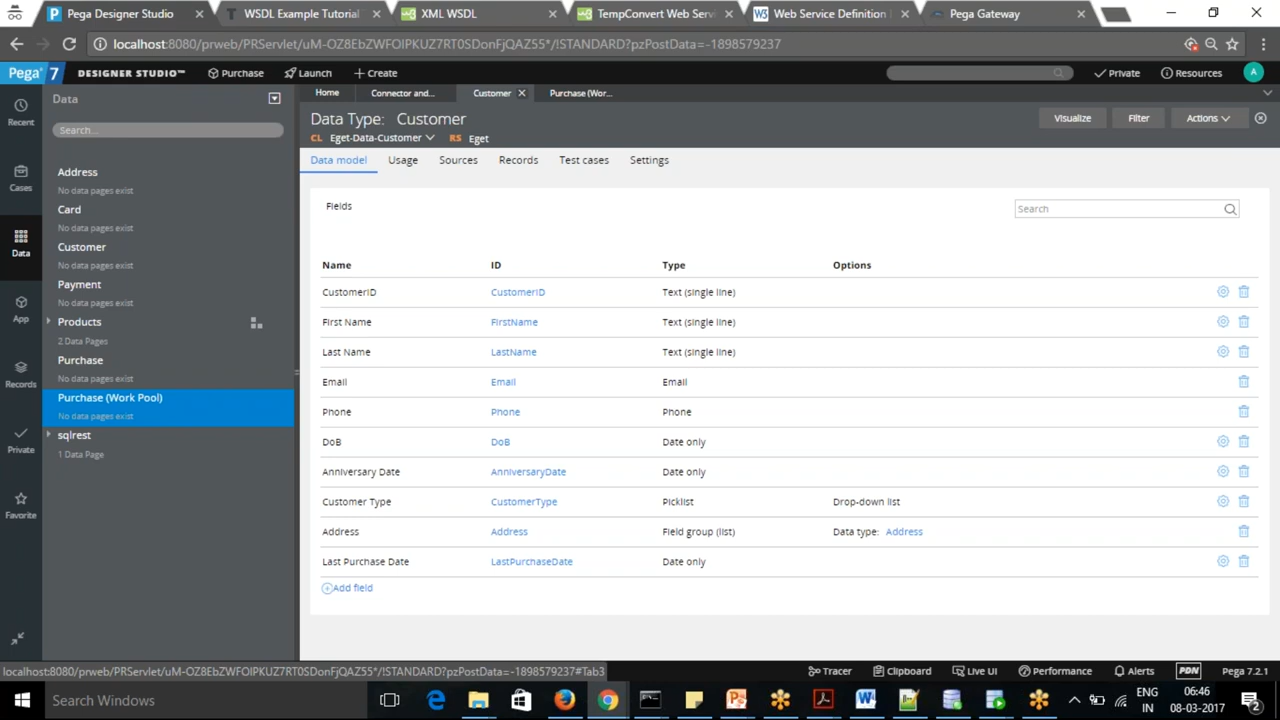 Pega Designer Studio
WSDL Example Tutorial
XML WSDL
TempConvert Web Serv
Web Service Definition
Pega Gateway
localhost:8080/prweb/PRServlet/uM-OZ8EbZWFOIPKUZ7RT0SDonFjQAZ55*/!STANDARD?pzPostData=-1898579237
Pega 7 DESIGNER STUDIO™ Purchase Launch Create Private Resources A
Home Connector and... Customer Purchase (Wor...
Recent
Cases
Data
App
Records
Private
Favorite
Data
Search...
Address
No data pages exist
Card
No data pages exist
Customer
No data pages exist
Payment
No data pages exist
Products
2 Data Pages
Purchase
No data pages exist
Purchase (Work Pool)
No data pages exist
sqlrest
1 Data Page
Data Type: Customer
Visualize Filter Actions
CL Eget-Data-Customer RS Eget
Data model Usage Sources Records Test cases Settings
Fields
Search
Name ID Type Options
CustomerID CustomerID Text (single line)
First Name FirstName Text (single line)
Last Name LastName Text (single line)
Email Email Email
Phone Phone Phone
DoB DoB Date only
Anniversary Date AnniversaryDate Date only
Customer Type CustomerType Picklist Drop-down list
Address Address Field group (list) Data type: Address
Last Purchase Date LastPurchaseDate Date only
Add field
localhost:8080/prweb/PRServlet/uM-OZ8EbZWFOIPKUZ7RT0SDonFjQAZ55*/!STANDARD?pzPostData=-1898579237#Tab3
Tracer Clipboard Live UI Performance Alerts PDN Pega 7.2.1
Search Windows
ENG
IN
06:46
08-03-2017
2